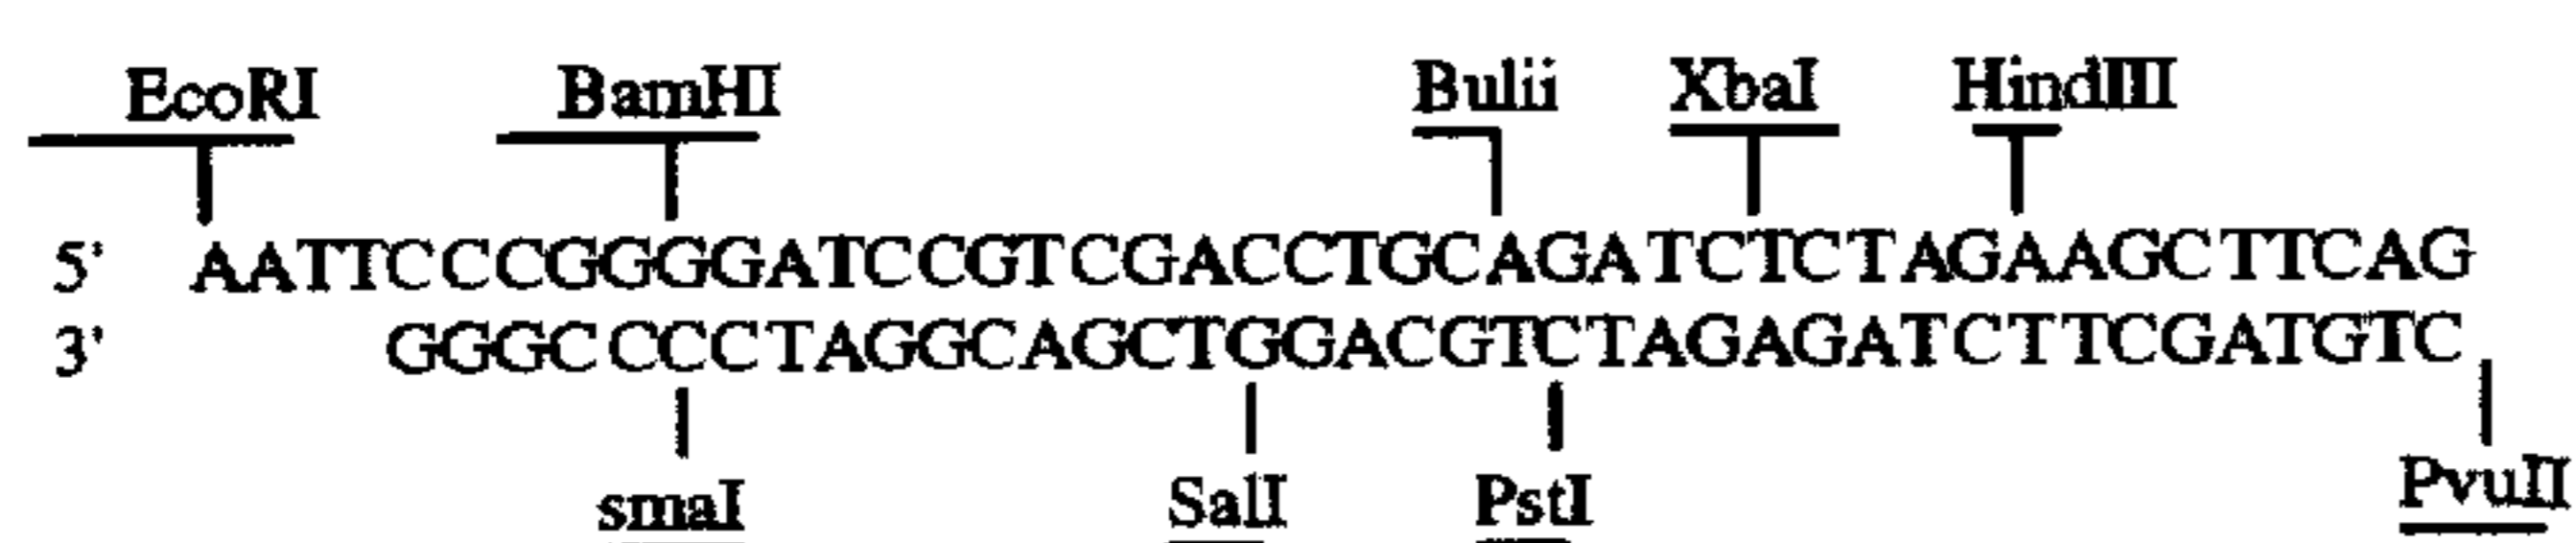 EcoRI BamHI Bulii XbaI HindIII
5' AATTCCCGGGGATCCGTCGACCTGCAGATCTCTAGAAGCTTCAG
3' GGGCCCCTAGGCAGCTGGACGTCTAGAGATCTTCGATGTC
smaI SalI PstI PvuII